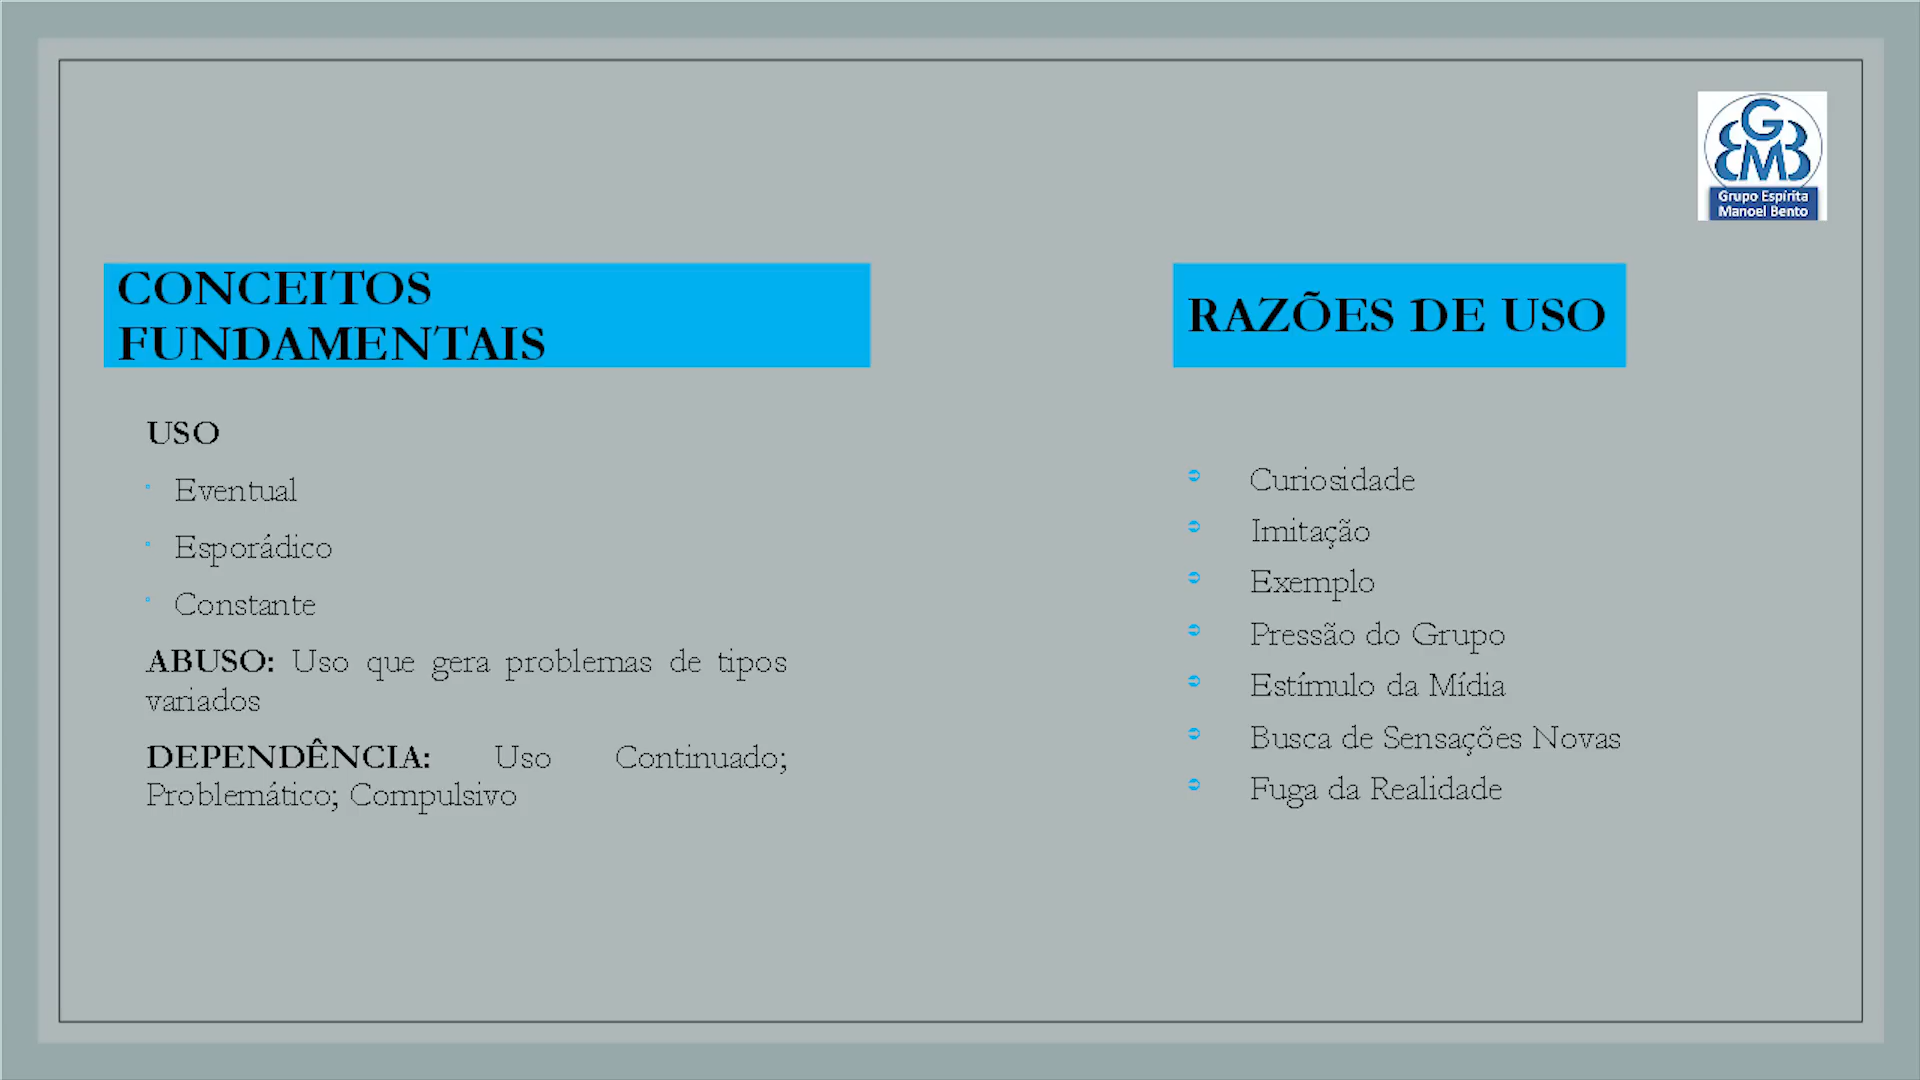 GEMB
Grupo Espírita
Manoel Bento
CONCEITOS
FUNDAMENTAIS
USO
Eventual
Esporádico
Constante
ABUSO: Uso que gera problemas de tipos
variados
DEPENDÊNCIA: Uso Continuado;
Problemático; Compulsivo
RAZÕES DE USO
Curiosidade
Imitação
Exemplo
Pressão do Grupo
Estímulo da Mídia
Busca de Sensações Novas
Fuga da Realidade